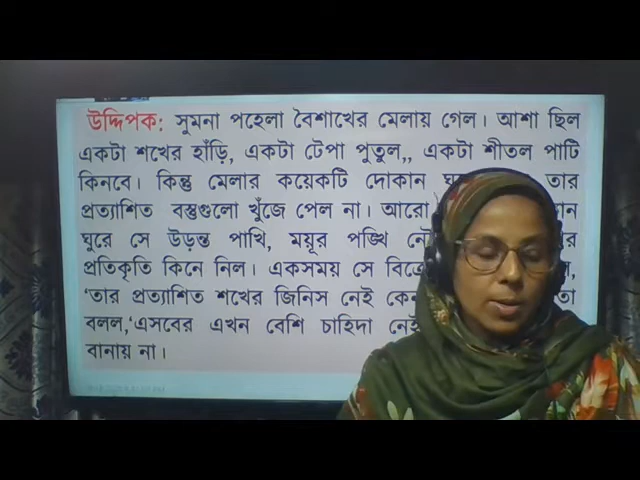 উদ্দিপক: সুমনা পহেলা বৈশাখের মেলায় গেল। আশা ছিল
একটা শখের হাঁড়ি, একটা টেপা পুতুল,, একটা শীতল পাটি
কিনবে। কিন্তু মেলার কয়েকটি দোকান তার
প্রত্যাশিত বস্তুগুলো খুঁজে পেল না। আরো
ঘুরে সে উড়ন্ত পাখি, ময়ূর পঙ্খি
প্রতিকৃতি কিনে নিল। একসময় সে
‘তার প্রত্যাশিত শখের জিনিস নেই
বলল,‘এসবের এখন বেশি চাহিদা নেই
বানায় না।